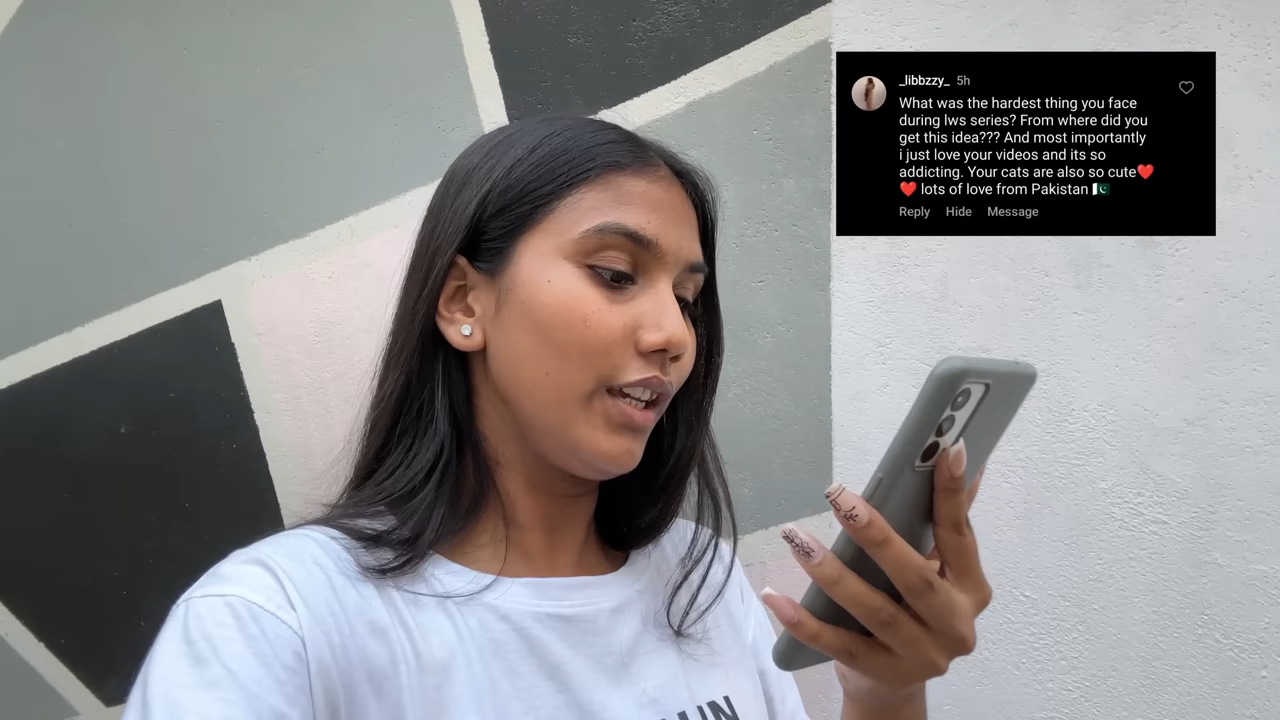 _libbzzy_ 5h
What was the hardest thing you face
during lws series? From where did you
get this idea??? And most importantly
i just love your videos and its so
addicting. Your cats are also so cute❤️
❤️ lots of love from Pakistan 🇵🇰
Reply Hide Message